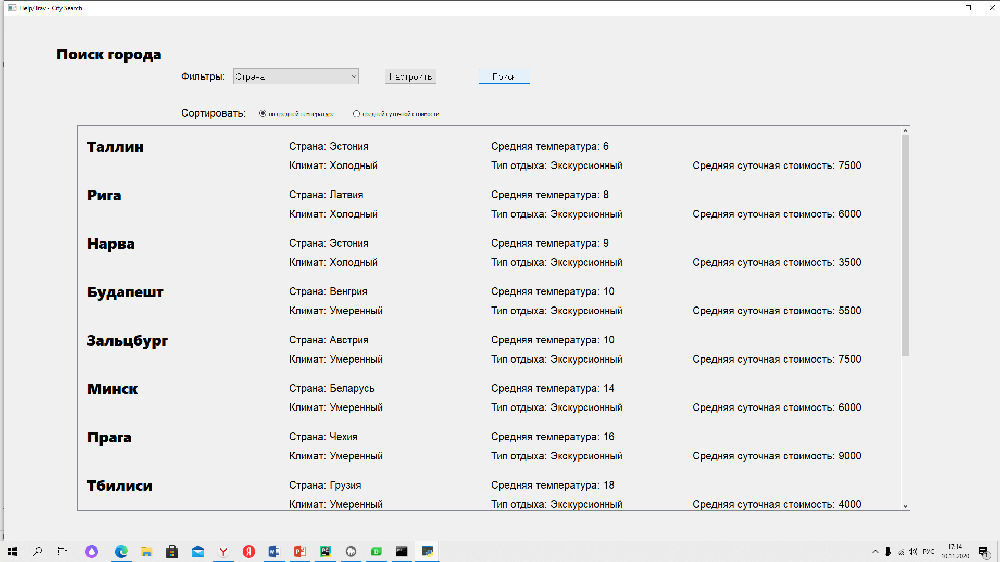 Help/Trav - City Search
Поиск города
Фильтры: Страна Настроить Поиск
Сортировать: по средней температуре средней суточной стоимости
Таллин Страна: Эстония Средняя температура: 6
Климат: Холодный Тип отдыха: Экскурсионный Средняя суточная стоимость: 7500
Рига Страна: Латвия Средняя температура: 8
Климат: Холодный Тип отдыха: Экскурсионный Средняя суточная стоимость: 6000
Нарва Страна: Эстония Средняя температура: 9
Климат: Холодный Тип отдыха: Экскурсионный Средняя суточная стоимость: 3500
Будапешт Страна: Венгрия Средняя температура: 10
Климат: Умеренный Тип отдыха: Экскурсионный Средняя суточная стоимость: 5500
Зальцбург Страна: Австрия Средняя температура: 10
Климат: Умеренный Тип отдыха: Экскурсионный Средняя суточная стоимость: 7500
Минск Страна: Беларусь Средняя температура: 14
Климат: Умеренный Тип отдыха: Экскурсионный Средняя суточная стоимость: 6000
Прага Страна: Чехия Средняя температура: 16
Климат: Умеренный Тип отдыха: Экскурсионный Средняя суточная стоимость: 9000
Тбилиси Страна: Грузия Средняя температура: 18
Климат: Умеренный Тип отдыха: Экскурсионный Средняя суточная стоимость: 4000
РУС 17:14
10.11.2020 1